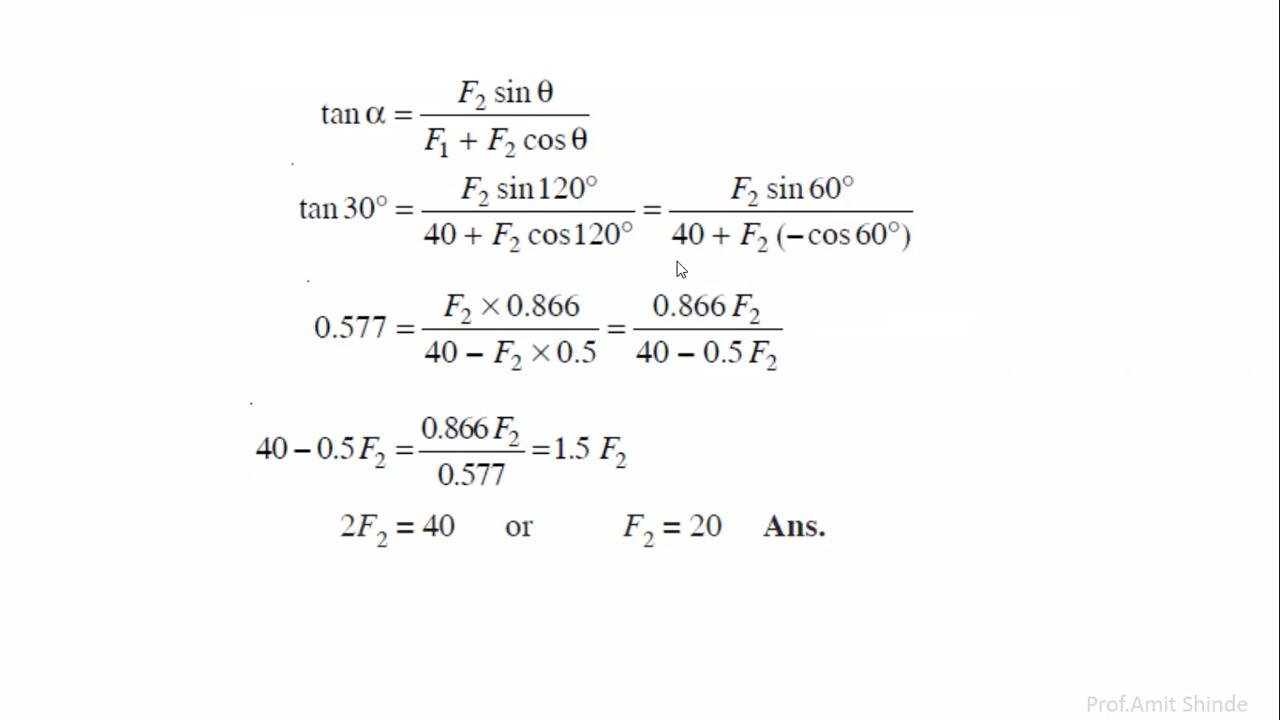 tan α = F₂ sin θ / F₁ + F₂ cos θ
tan 30° = F₂ sin 120° / 40 + F₂ cos 120° = F₂ sin 60° / 40 + F₂ (– cos 60°)
0.577 = F₂ × 0.866 / 40 – F₂ × 0.5 = 0.866 F₂ / 40 – 0.5 F₂
40 – 0.5 F₂ = 0.866 F₂ / 0.577 = 1.5 F₂
2F₂ = 40 or F₂ = 20 Ans.
Prof.Amit Shinde